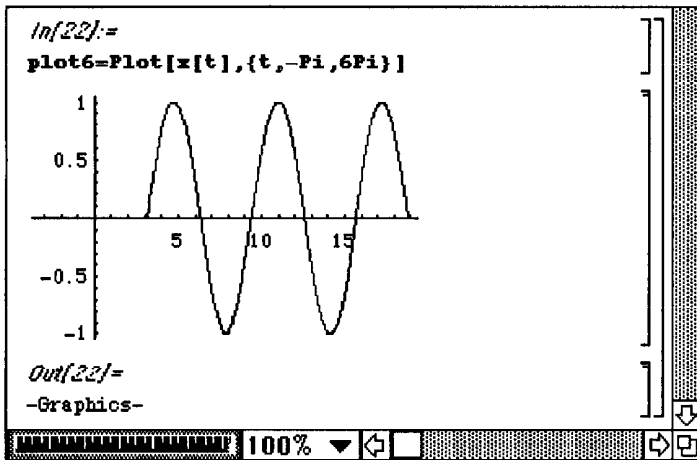 In[22]:=
plot6=Plot[x[t],{t,-Pi,6Pi}]
1
0.5
5
10
15
-0.5
-1
Out[22]=
-Graphics-
100%